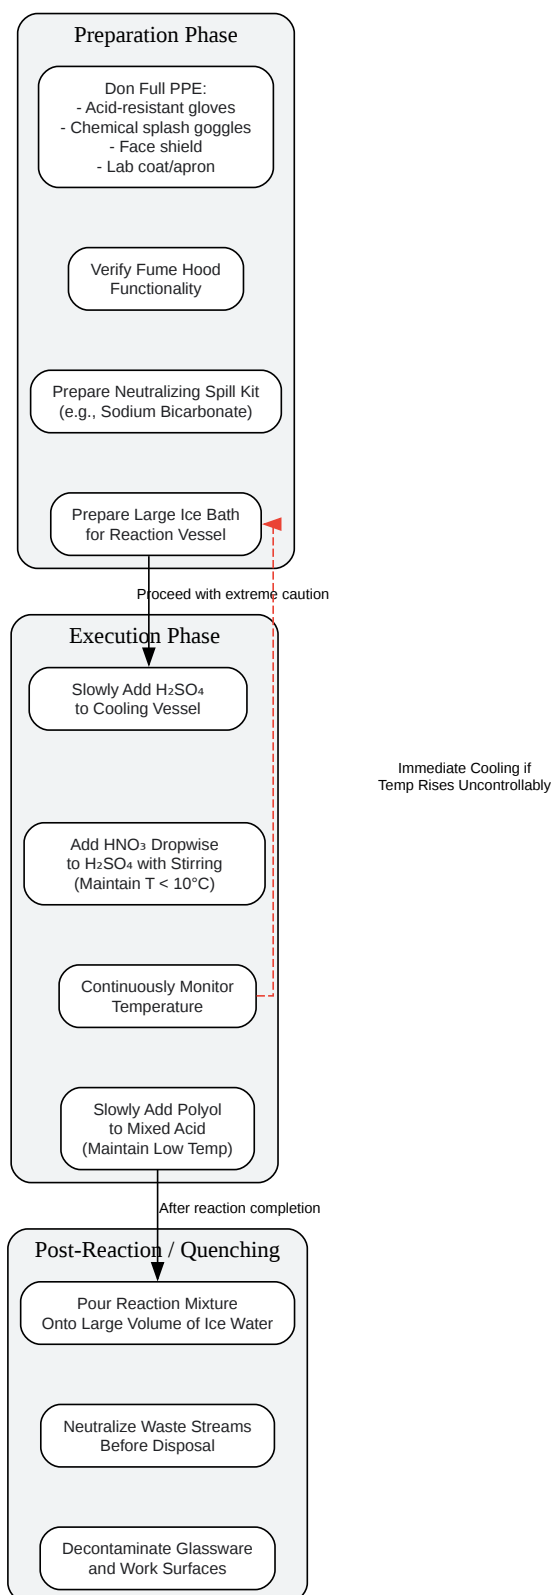 Preparation Phase
Don Full PPE:
- Acid-resistant gloves
- Chemical splash goggles
- Face shield
- Lab coat/apron
Verify Fume Hood
Functionality
Prepare Neutralizing Spill Kit
(e.g., Sodium Bicarbonate)
Prepare Large Ice Bath
for Reaction Vessel
Proceed with extreme caution
Execution Phase
Slowly Add H₂SO₄
to Cooling Vessel
Immediate Cooling if
Temp Rises Uncontrollably
Add HNO₃ Dropwise
to H₂SO₄ with Stirring
(Maintain T < 10°C)
Continuously Monitor
Temperature
Slowly Add Polyol
to Mixed Acid
(Maintain Low Temp)
After reaction completion
Post-Reaction / Quenching
Pour Reaction Mixture
Onto Large Volume of Ice Water
Neutralize Waste Streams
Before Disposal
Decontaminate Glassware
and Work Surfaces